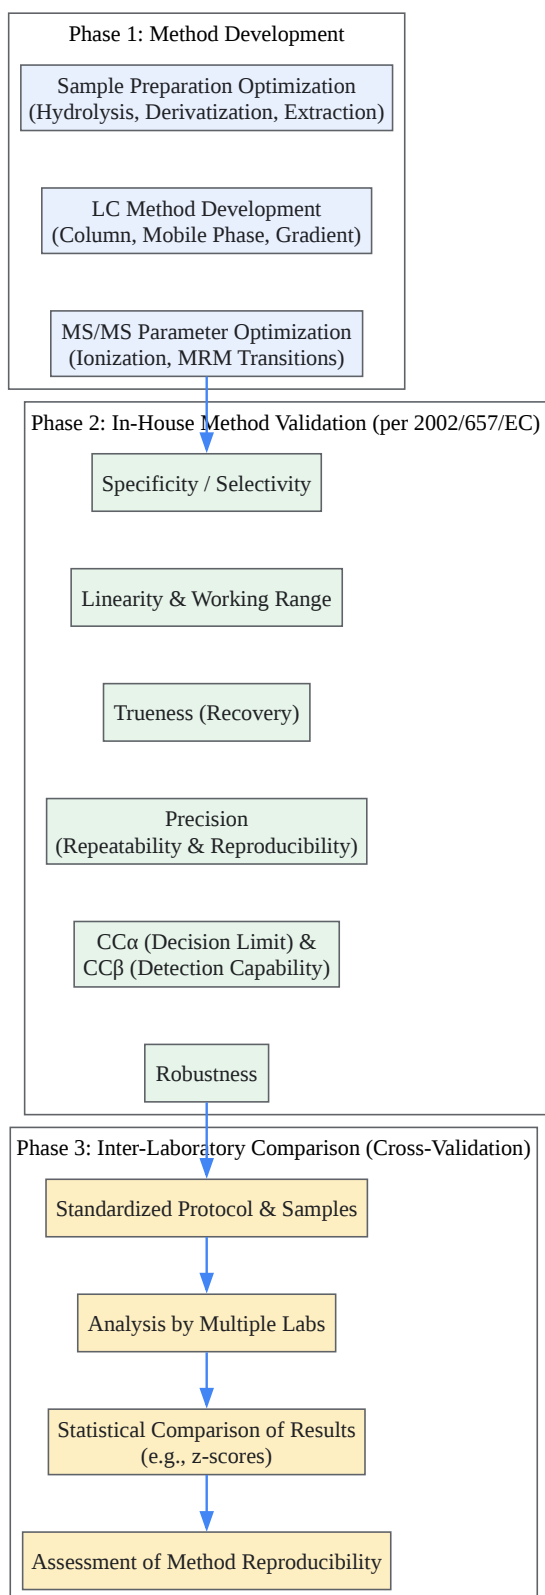 Phase 1: Method Development
Sample Preparation Optimization
(Hydrolysis, Derivatization, Extraction)
LC Method Development
(Column, Mobile Phase, Gradient)
MS/MS Parameter Optimization
(Ionization, MRM Transitions)
Phase 2: In-House Method Validation (per 2002/657/EC)
Specificity / Selectivity
Linearity & Working Range
Trueness (Recovery)
Precision
(Repeatability & Reproducibility)
CCα (Decision Limit) &
CCβ (Detection Capability)
Robustness
Phase 3: Inter-Laboratory Comparison (Cross-Validation)
Standardized Protocol & Samples
Analysis by Multiple Labs
Statistical Comparison of Results
(e.g., z-scores)
Assessment of Method Reproducibility